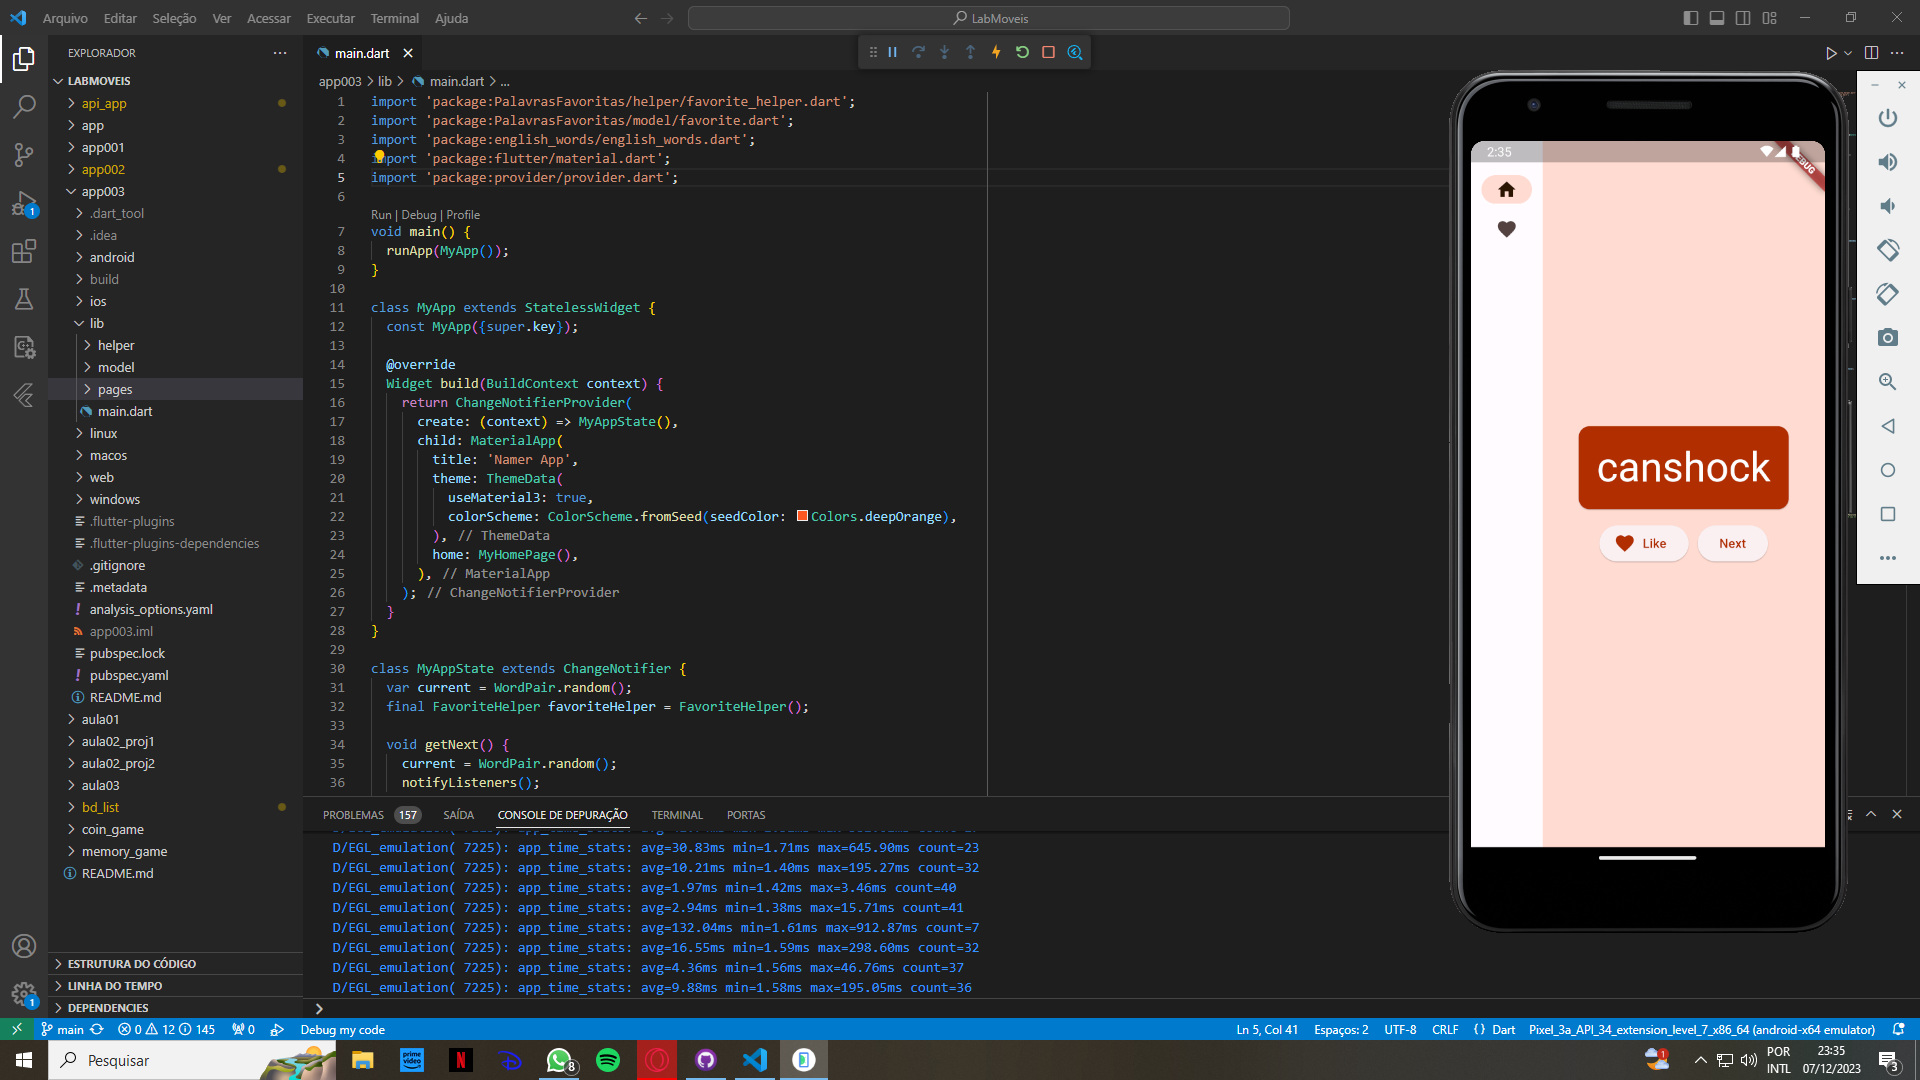 Arquivo Editar Seleção Ver Acessar Executar Terminal Ajuda
LabMoveis
EXPLORADOR
LABMOVEIS
api_app
app
app001
app002
app003
.dart_tool
.idea
android
build
ios
lib
helper
model
pages
main.dart
linux
macos
web
windows
.flutter-plugins
.flutter-plugins-dependencies
.gitignore
.metadata
analysis_options.yaml
app003.iml
pubspec.lock
pubspec.yaml
README.md
aula01
aula02_proj1
aula02_proj2
aula03
bd_list
coin_game
memory_game
README.md
ESTRUTURA DO CÓDIGO
LINHA DO TEMPO
DEPENDENCIES
1
1
main.dart
app003 > lib > main.dart > ...
1 import 'package:PalavrasFavoritas/helper/favorite_helper.dart';
2 import 'package:PalavrasFavoritas/model/favorite.dart';
3 import 'package:english_words/english_words.dart';
4 import 'package:flutter/material.dart';
5 import 'package:provider/provider.dart';
6
Run | Debug | Profile
7 void main() {
8 runApp(MyApp());
9 }
10
11 class MyApp extends StatelessWidget {
12 const MyApp({super.key});
13
14 @override
15 Widget build(BuildContext context) {
16 return ChangeNotifierProvider(
17 create: (context) => MyAppState(),
18 child: MaterialApp(
19 title: 'Namer App',
20 theme: ThemeData(
21 useMaterial3: true,
22 colorScheme: ColorScheme.fromSeed(seedColor: Colors.deepOrange),
23 ), // ThemeData
24 home: MyHomePage(),
25 ), // MaterialApp
26 ); // ChangeNotifierProvider
27 }
28 }
29
30 class MyAppState extends ChangeNotifier {
31 var current = WordPair.random();
32 final FavoriteHelper favoriteHelper = FavoriteHelper();
33
34 void getNext() {
35 current = WordPair.random();
36 notifyListeners();
PROBLEMAS 157 SAÍDA CONSOLE DE DEPURAÇÃO TERMINAL PORTAS
D/EGL_emulation( 7225): app_time_stats: avg=30.83ms min=1.71ms max=645.90ms count=23
D/EGL_emulation( 7225): app_time_stats: avg=10.21ms min=1.40ms max=195.27ms count=32
D/EGL_emulation( 7225): app_time_stats: avg=1.97ms min=1.42ms max=3.46ms count=40
D/EGL_emulation( 7225): app_time_stats: avg=2.94ms min=1.38ms max=15.71ms count=41
D/EGL_emulation( 7225): app_time_stats: avg=132.04ms min=1.61ms max=912.87ms count=7
D/EGL_emulation( 7225): app_time_stats: avg=16.55ms min=1.59ms max=298.60ms count=32
D/EGL_emulation( 7225): app_time_stats: avg=4.36ms min=1.56ms max=46.76ms count=37
D/EGL_emulation( 7225): app_time_stats: avg=9.88ms min=1.58ms max=195.05ms count=36
2:35
DEBUG
canshock
Like Next
main 0 12 145 0 Debug my code Ln 5, Col 41 Espaços: 2 UTF-8 CRLF { } Dart Pixel_3a_API_34_extension_level_7_x86_64 (android-x64 emulator)
Pesquisar
prime video
N
8
1
POR
INTL
23:35
07/12/2023
3